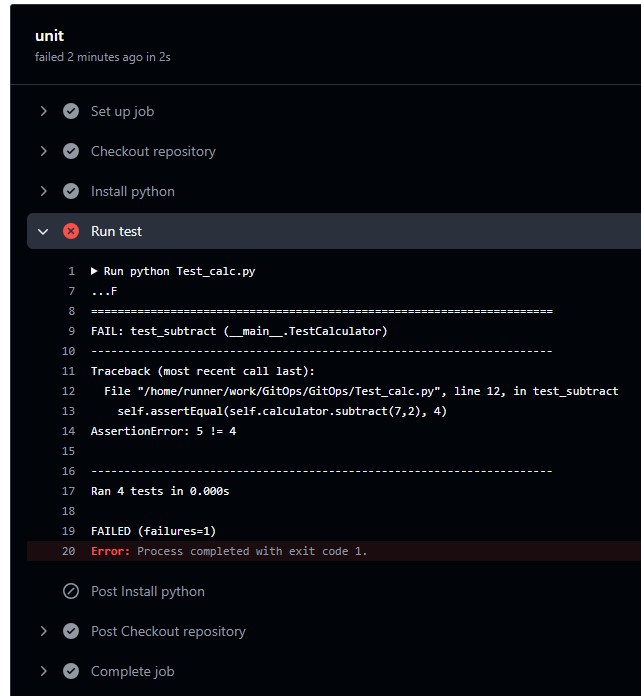 unit
failed 2 minutes ago in 2s
Set up job
Checkout repository
Install python
Run test
1 Run python Test_calc.py
7 ...F
8 ======================================================================
9 FAIL: test_subtract (__main__.TestCalculator)
10 ----------------------------------------------------------------------
11 Traceback (most recent call last):
12 File "/home/runner/work/GitOps/GitOps/Test_calc.py", line 12, in test_subtract
13 self.assertEqual(self.calculator.subtract(7,2), 4)
14 AssertionError: 5 != 4
15
16 ----------------------------------------------------------------------
17 Ran 4 tests in 0.000s
18
19 FAILED (failures=1)
20 Error: Process completed with exit code 1.
Post Install python
Post Checkout repository
Complete job